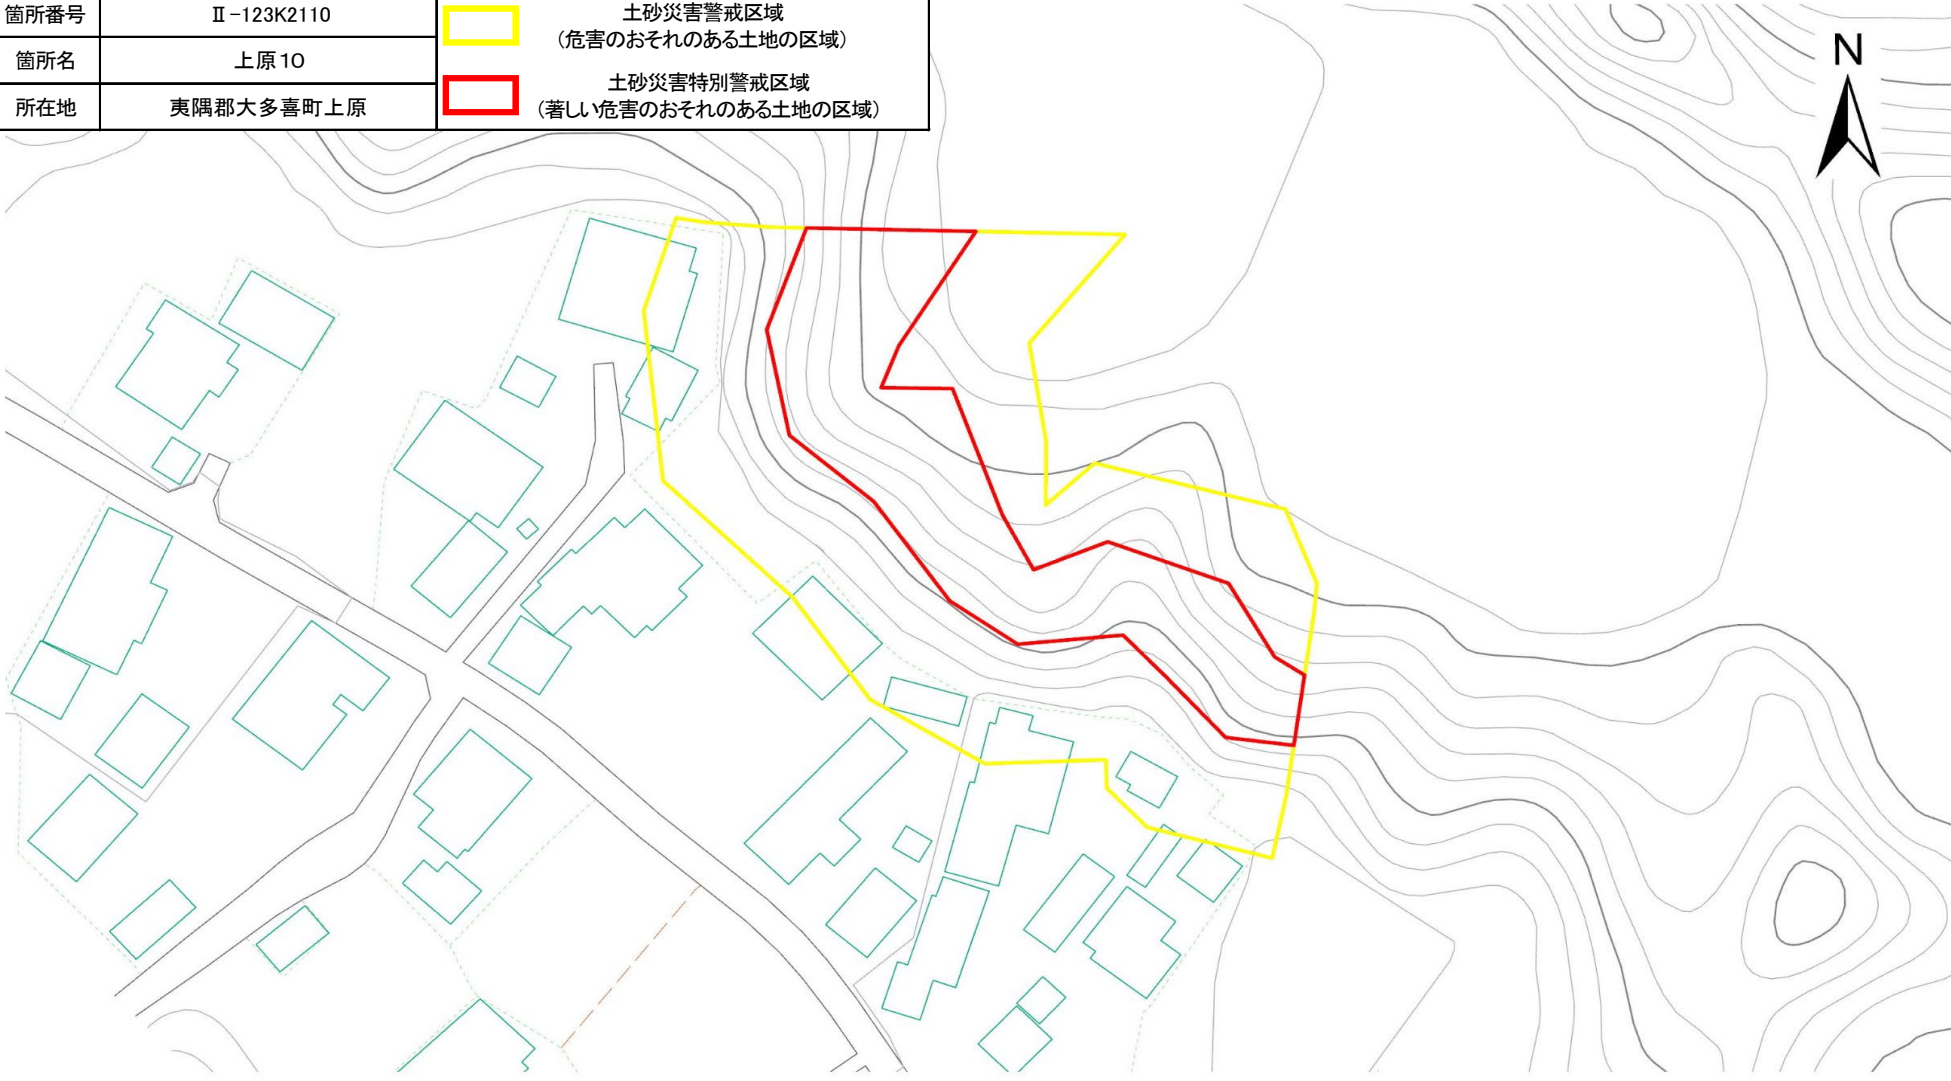 箇所番号 Ⅱ-123K2110
箇所名 上原10
所在地 夷隅郡大多喜町上原
土砂災害警戒区域
(危害のおそれのある土地の区域)
土砂災害特別警戒区域
(著しい危害のおそれのある土地の区域)
N